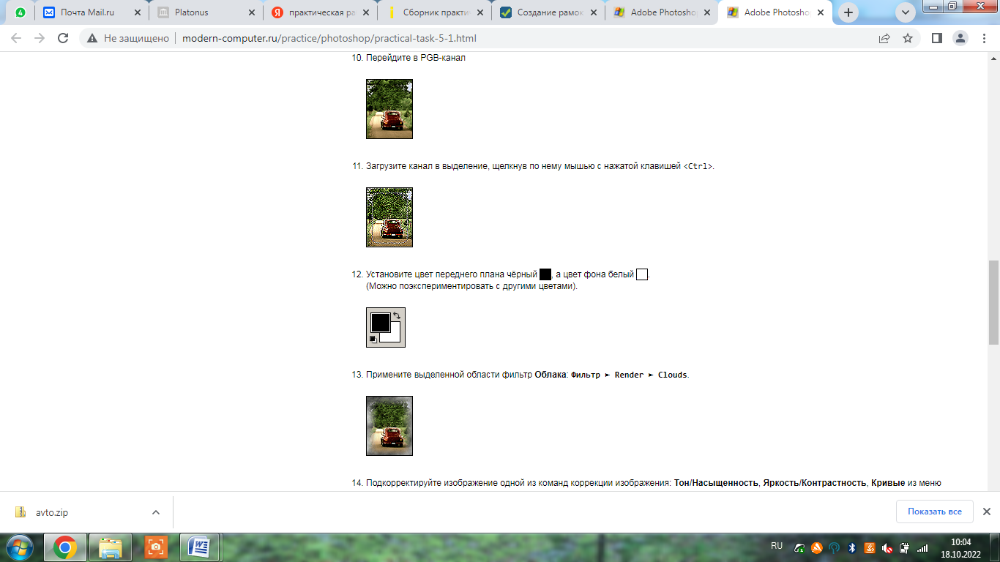 4
Почта Mail.ru
Platonus
практическая ра
Сборник практи
Создание рамок
Adobe Photoshop
Adobe Photoshop
Не защищено
modern-computer.ru/practice/photoshop/practical-task-5-1.html
10. Перейдите в PGB-канал
11. Загрузите канал в выделение, щелкнув по нему мышью с нажатой клавишей <Ctrl>.
12. Установите цвет переднего плана чёрный , а цвет фона белый .
(Можно поэкспериментировать с другими цветами).
13. Примените выделенной области фильтр Облака: Фильтр ► Render ► Clouds.
14. Подкорректируйте изображение одной из команд коррекции изображения: Тон/Насыщенность, Яркость/Контрастность, Кривые из меню
avto.zip
Показать все
RU
10:04
18.10.2022